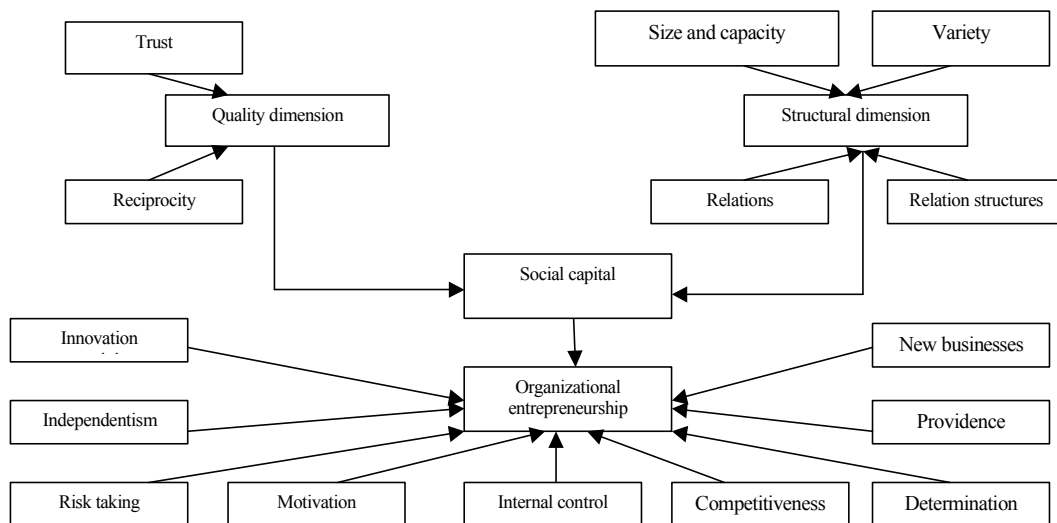 Trust
Size and capacity
Variety
Quality dimension
Structural dimension
Reciprocity
Relations
Relation structures
Social capital
Innovation
New businesses
Organizational
entrepreneurship
Independentism
Providence
Risk taking
Motivation
Internal control
Competitiveness
Determination